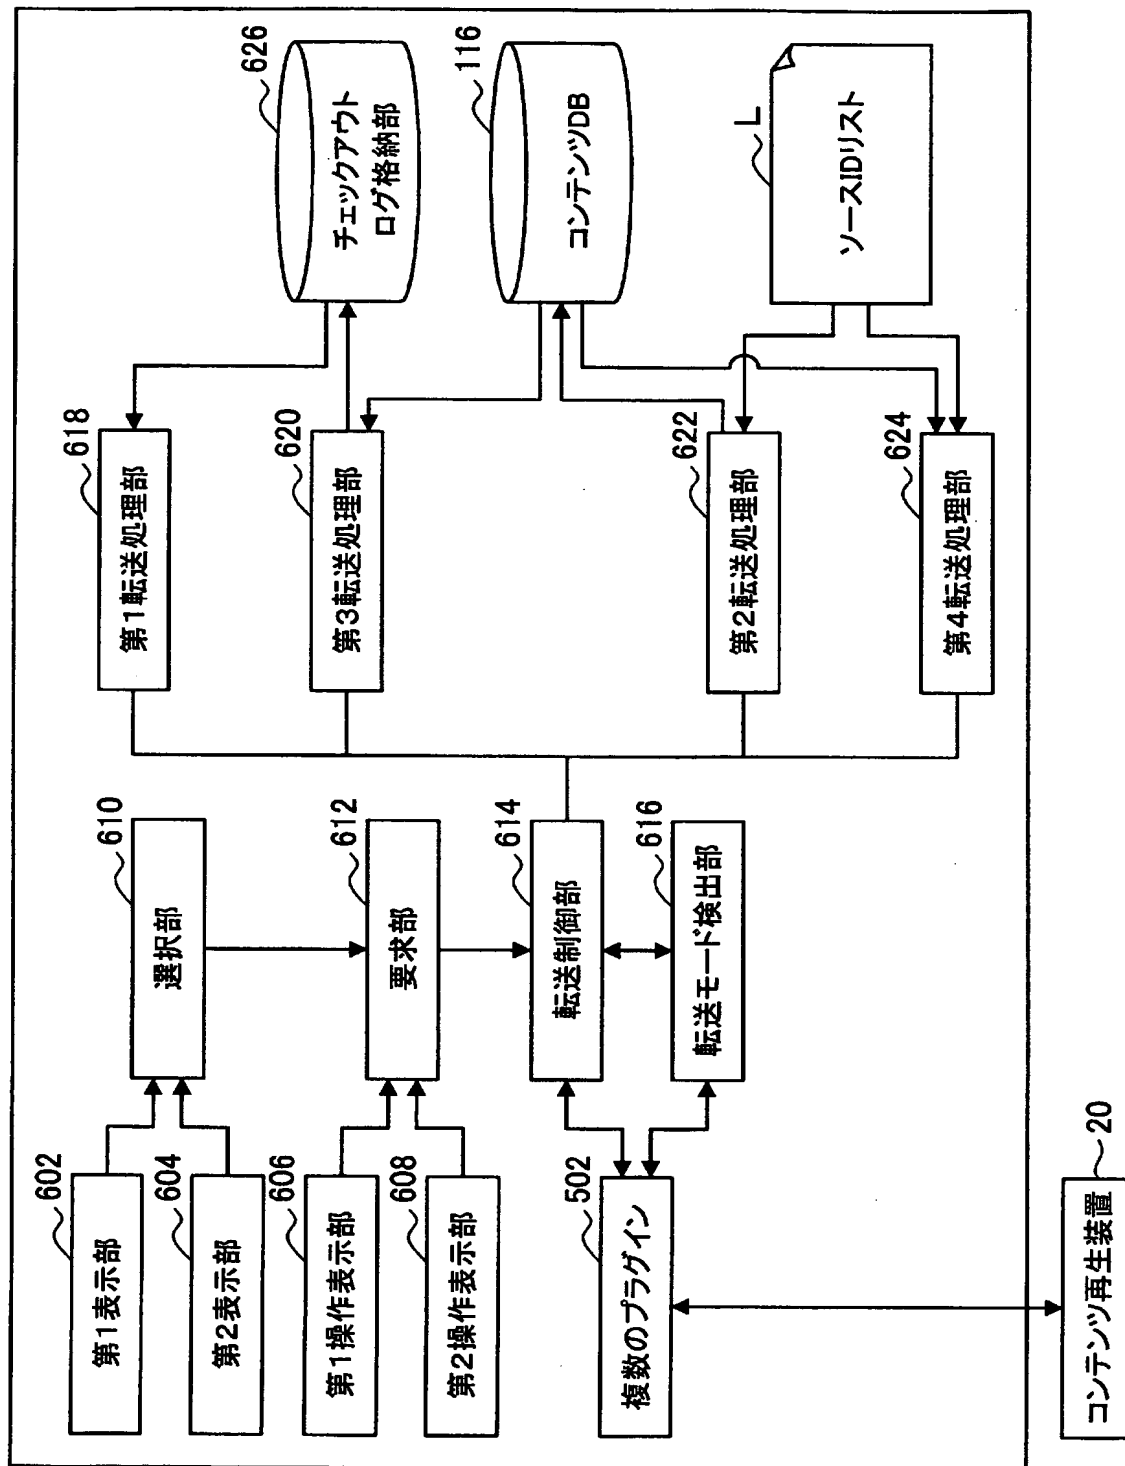 602
第1表示部
604
第2表示部
606
第1操作表示部
608
第2操作表示部
502
複数のプラグイン
610
選択部
612
要求部
614
転送制御部
616
転送モード検出部
618
第1転送処理部
620
第3転送処理部
622
第2転送処理部
624
第4転送処理部
626
チェックアウト
ログ格納部
116
コンテンツDB
L
ソースIDリスト
20
コンテンツ再生装置